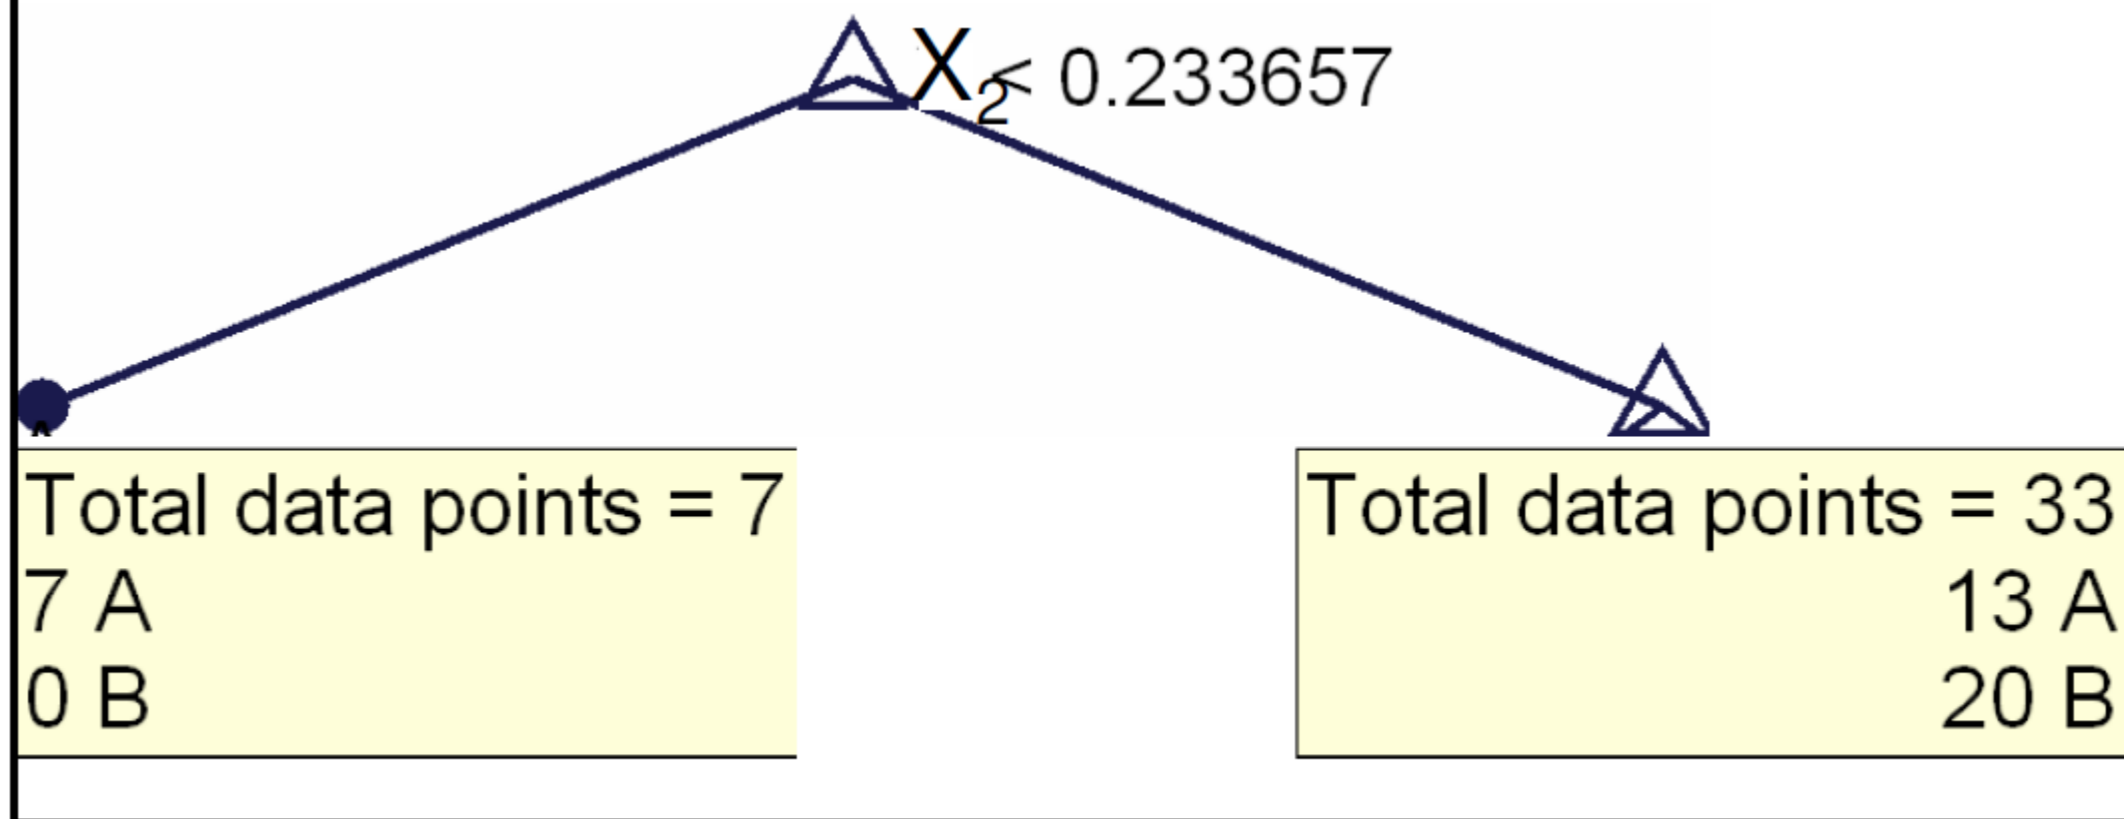 X₂< 0.233657
A
Total data points = 7
7 A
0 B
Total data points = 33
13 A
20 B